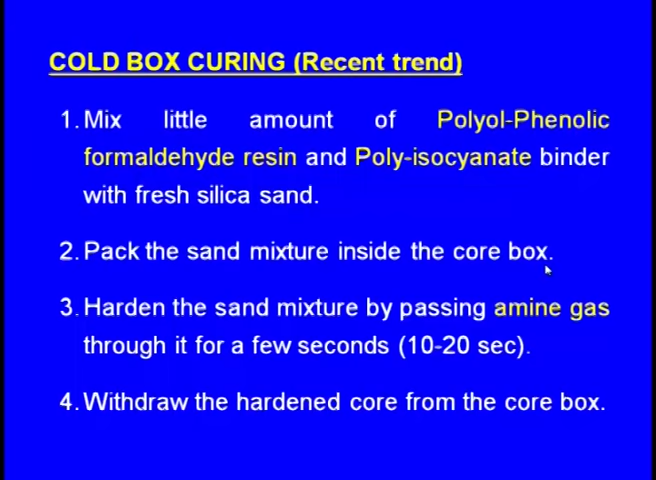 COLD BOX CURING (Recent trend)
1. Mix little amount of Polyol-Phenolic
formaldehyde resin and Poly-isocyanate binder
with fresh silica sand.
2. Pack the sand mixture inside the core box.
3. Harden the sand mixture by passing amine gas
through it for a few seconds (10-20 sec).
4. Withdraw the hardened core from the core box.